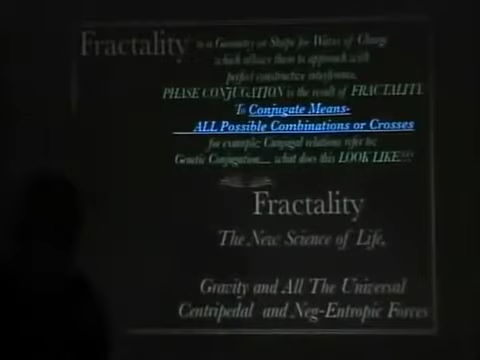 Fractality is a Geometry or Shape for Waves of Charge
which allows them to approach with
perfect constructive interference.
PHASE CONJUGATION is the result of FRACTALITY.
To Conjugate Means-
ALL Possible Combinations or Crosses
for example: Conjugal relations refer to:
Genetic Conjugation.... what does this LOOK LIKE???
Fractality
The New Science of Life,
Gravity and All The Universal
Centripedal and Neg-Entropic Forces